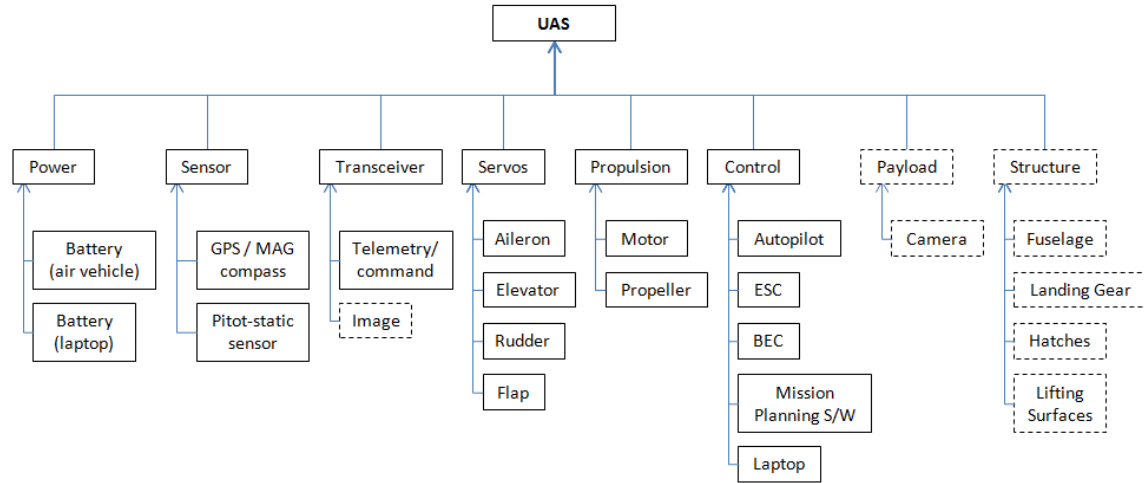 UAS
Power
Sensor
Transceiver
Servos
Propulsion
Control
Payload
Structure
Battery
(air vehicle)
Battery
(laptop)
GPS / MAG
compass
Pitot-static
sensor
Telemetry/
command
Image
Aileron
Elevator
Rudder
Flap
Motor
Propeller
Autopilot
ESC
BEC
Mission
Planning S/W
Laptop
Camera
Fuselage
Landing Gear
Hatches
Lifting
Surfaces